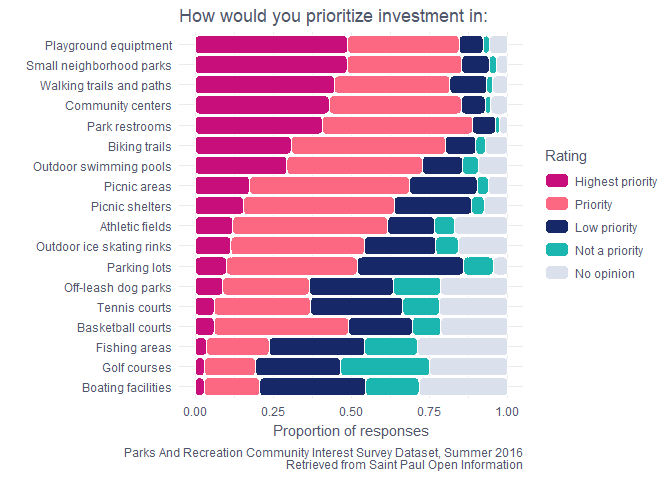 How would you prioritize investment in:
Playground equiptment
Small neighborhood parks
Walking trails and paths
Community centers
Park restrooms
Biking trails
Outdoor swimming pools
Picnic areas
Picnic shelters
Athletic fields
Outdoor ice skating rinks
Parking lots
Off-leash dog parks
Tennis courts
Basketball courts
Fishing areas
Golf courses
Boating facilities
0.00 0.25 0.50 0.75 1.00
Proportion of responses
Rating
Highest priority
Priority
Low priority
Not a priority
No opinion
Parks And Recreation Community Interest Survey Dataset, Summer 2016
Retrieved from Saint Paul Open Information